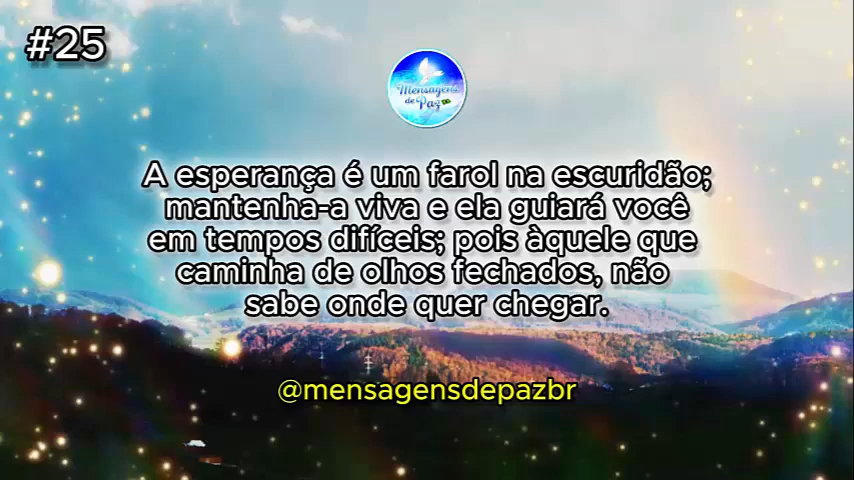 #25
Mensagens
de Paz
A esperança é um farol na escuridão;
mantenha-a viva e ela guiará você
em tempos difíceis; pois àquele que
caminha de olhos fechados, não
sabe onde quer chegar.
@mensagensdepazbr